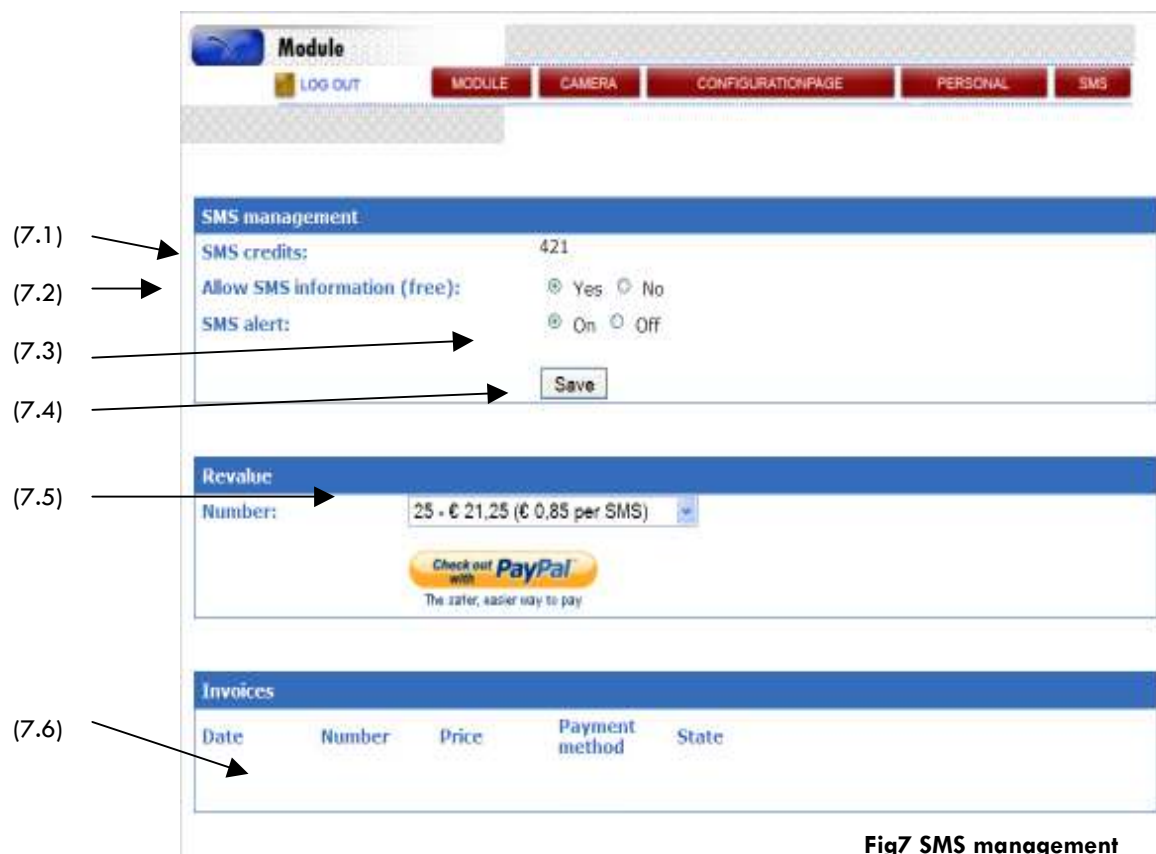 Module
LOG OUT MODULE CAMERA CONFIGURATIONPAGE PERSONAL SMS
SMS management
(7.1) SMS credits: 421
(7.2) Allow SMS information (free): Yes No
SMS alert: On Off
(7.3)
Save
(7.4)
Revalue
(7.5) Number: 25 - € 21,25 (€ 0,85 per SMS)
Check out with PayPal
The safer, easier way to pay
Invoices
(7.6) Date Number Price Payment method State
Fig7 SMS management